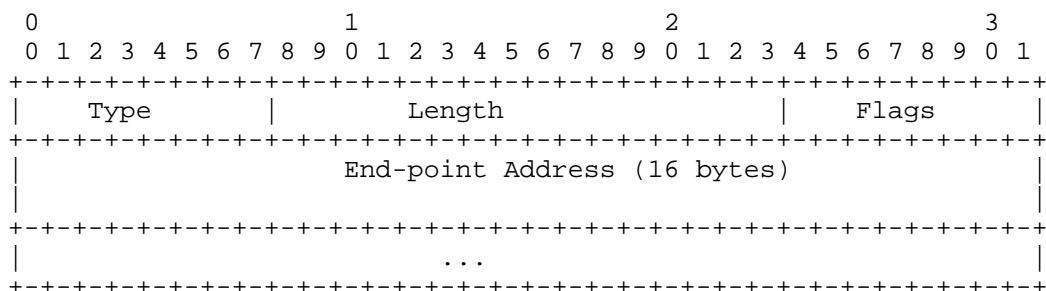 0                   1                   2                   3
 0 1 2 3 4 5 6 7 8 9 0 1 2 3 4 5 6 7 8 9 0 1 2 3 4 5 6 7 8 9 0 1
+-+-+-+-+-+-+-+-+-+-+-+-+-+-+-+-+-+-+-+-+-+-+-+-+-+-+-+-+-+-+-+-+
|    Type       |        Length                 |    Flags      |
+-+-+-+-+-+-+-+-+-+-+-+-+-+-+-+-+-+-+-+-+-+-+-+-+-+-+-+-+-+-+-+-+
|                    End-point Address (16 bytes)               |
|                                                               |
+-+-+-+-+-+-+-+-+-+-+-+-+-+-+-+-+-+-+-+-+-+-+-+-+-+-+-+-+-+-+-+-+
|                          ...                                  |
+-+-+-+-+-+-+-+-+-+-+-+-+-+-+-+-+-+-+-+-+-+-+-+-+-+-+-+-+-+-+-+-+